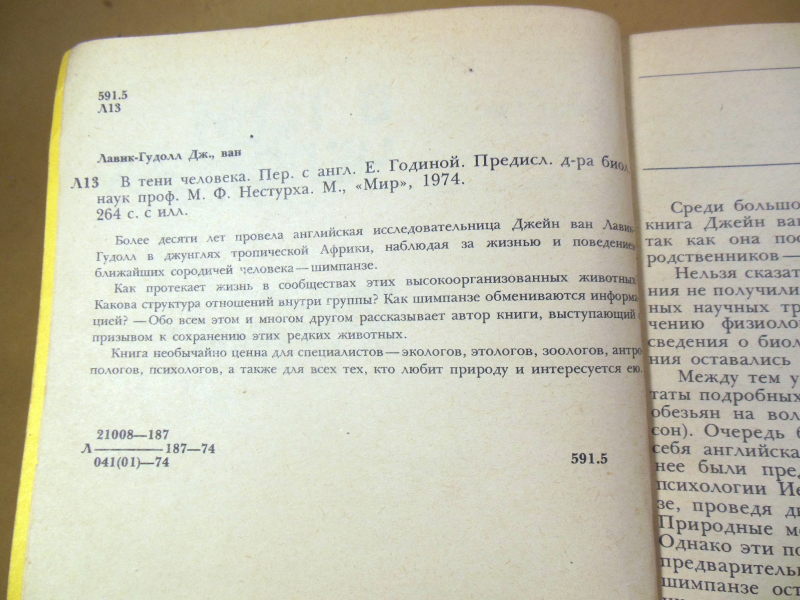 591.5
Л13
Лавик-Гудолл Дж., ван
Л13 В тени человека. Пер. с англ. Е. Годиной. Предисл. д-ра биол.
наук проф. М. Ф. Нестурха. М., «Мир», 1974.
264 с. с илл.
Более десяти лет провела английская исследовательница Джейн ван Лавик-
Гудолл в джунглях тропической Африки, наблюдая за жизнью и поведением
ближайших сородичей человека — шимпанзе.
Как протекает жизнь в сообществах этих высокоорганизованных животных?
Какова структура отношений внутри группы? Как шимпанзе обмениваются информа-
цией? — Обо всем этом и многом другом рассказывает автор книги, выступающий с
призывом к сохранению этих редких животных.
Книга необычайно ценна для специалистов — экологов, этологов, зоологов, антро-
пологов, психологов, а также для всех тех, кто любит природу и интересуется ею.
21008—187
Л———187—74
041(01)—74
591.5
Среди большо
книга Джейн ван
так как она пос
родственников —
Нельзя сказат
ния не получили
ных научных тр
чению физиоло
сведения о биол
ния оставались
Между тем у
таты подробных
обезьян на вол
сон). Очередь б
себя английска
нее были пред
психологии Ие
зе, проведя дв
Природные мо
Однако эти по
предваритель
шимпанзе ост